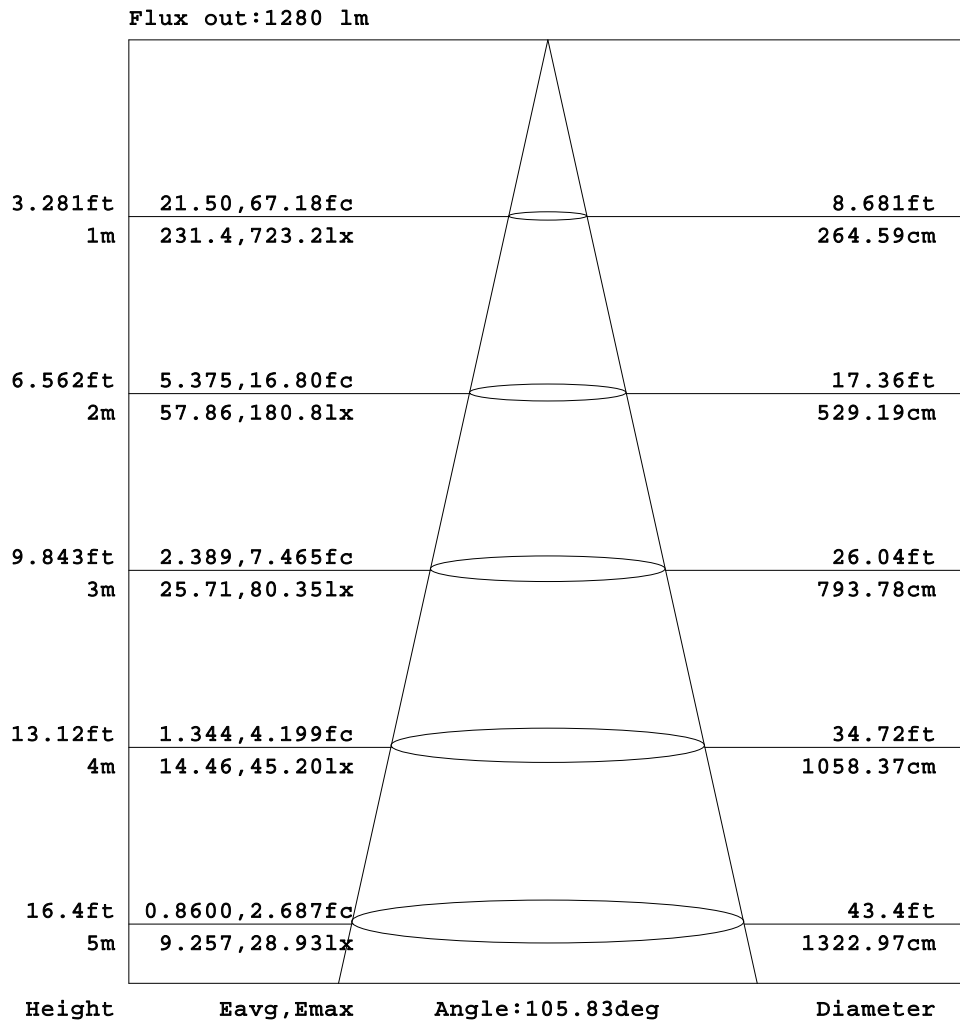 Flux out:1280 lm
3.281ft 21.50,67.18fc 8.681ft
1m 231.4,723.2lx 264.59cm
6.562ft 5.375,16.80fc 17.36ft
2m 57.86,180.8lx 529.19cm
9.843ft 2.389,7.465fc 26.04ft
3m 25.71,80.35lx 793.78cm
13.12ft 1.344,4.199fc 34.72ft
4m 14.46,45.20lx 1058.37cm
16.4ft 0.8600,2.687fc 43.4ft
5m 9.257,28.93lx 1322.97cm
Height Eavg,Emax Angle:105.83deg Diameter